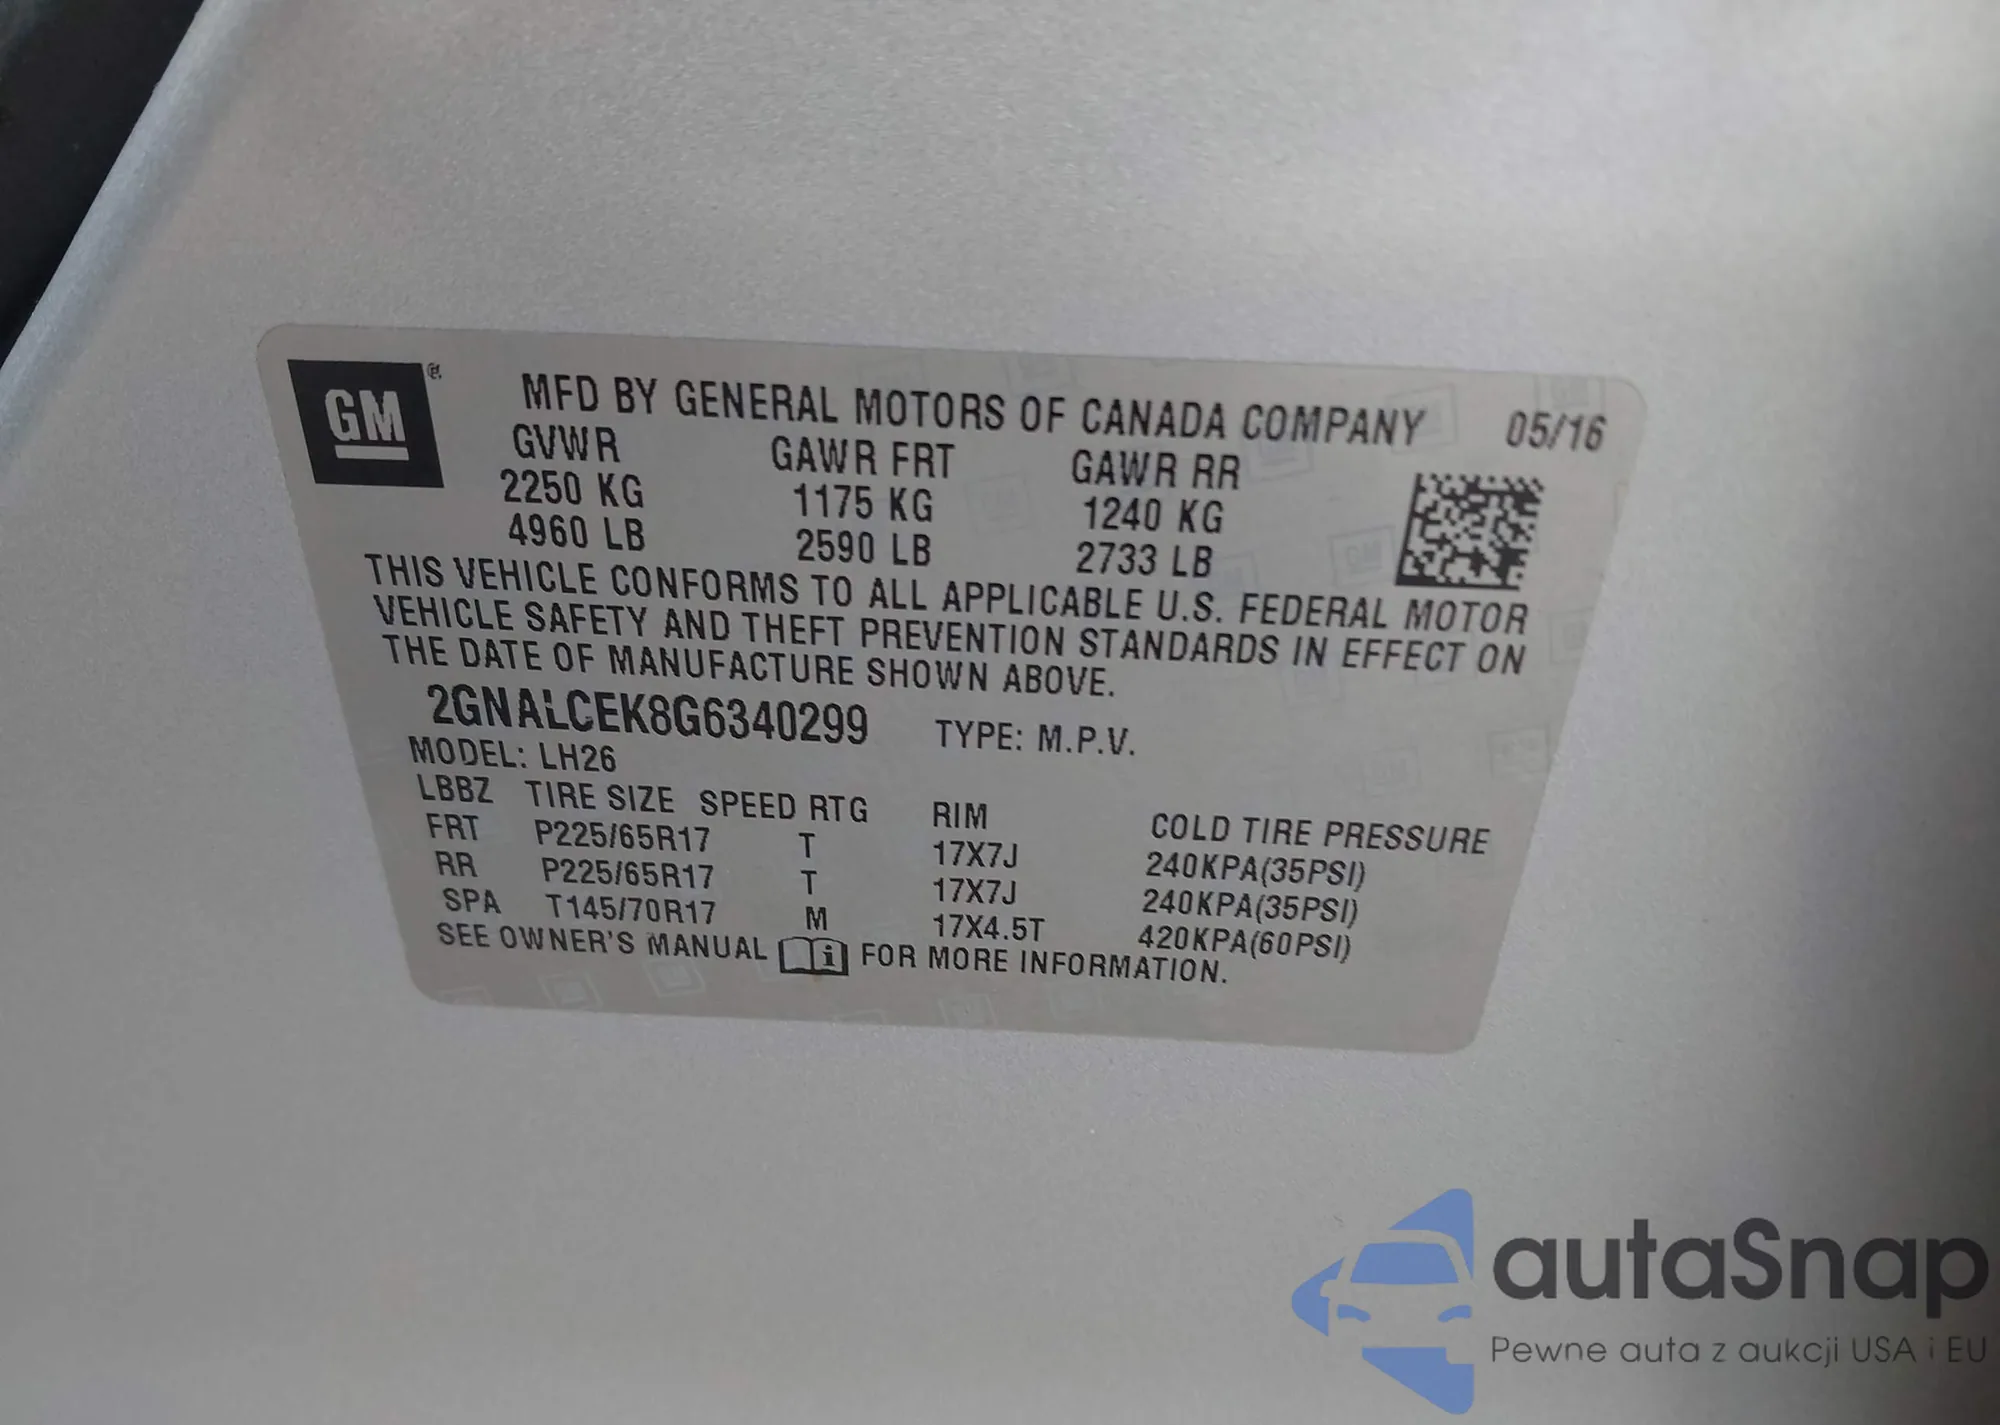 GM ®
MFD BY GENERAL MOTORS OF CANADA COMPANY 05/16
GVWR GAWR FRT GAWR RR
2250 KG 1175 KG 1240 KG
4960 LB 2590 LB 2733 LB
THIS VEHICLE CONFORMS TO ALL APPLICABLE U.S. FEDERAL MOTOR
VEHICLE SAFETY AND THEFT PREVENTION STANDARDS IN EFFECT ON
THE DATE OF MANUFACTURE SHOWN ABOVE.
2GNALCEK8G6340299 TYPE: M.P.V.
MODEL: LH26
LBBZ TIRE SIZE SPEED RTG RIM COLD TIRE PRESSURE
FRT P225/65R17 T 17X7J 240KPA(35PSI)
RR P225/65R17 T 17X7J 240KPA(35PSI)
SPA T145/70R17 M 17X4.5T 420KPA(60PSI)
SEE OWNER'S MANUAL i FOR MORE INFORMATION.
autaSnap
Pewne auta z aukcji USA i EU